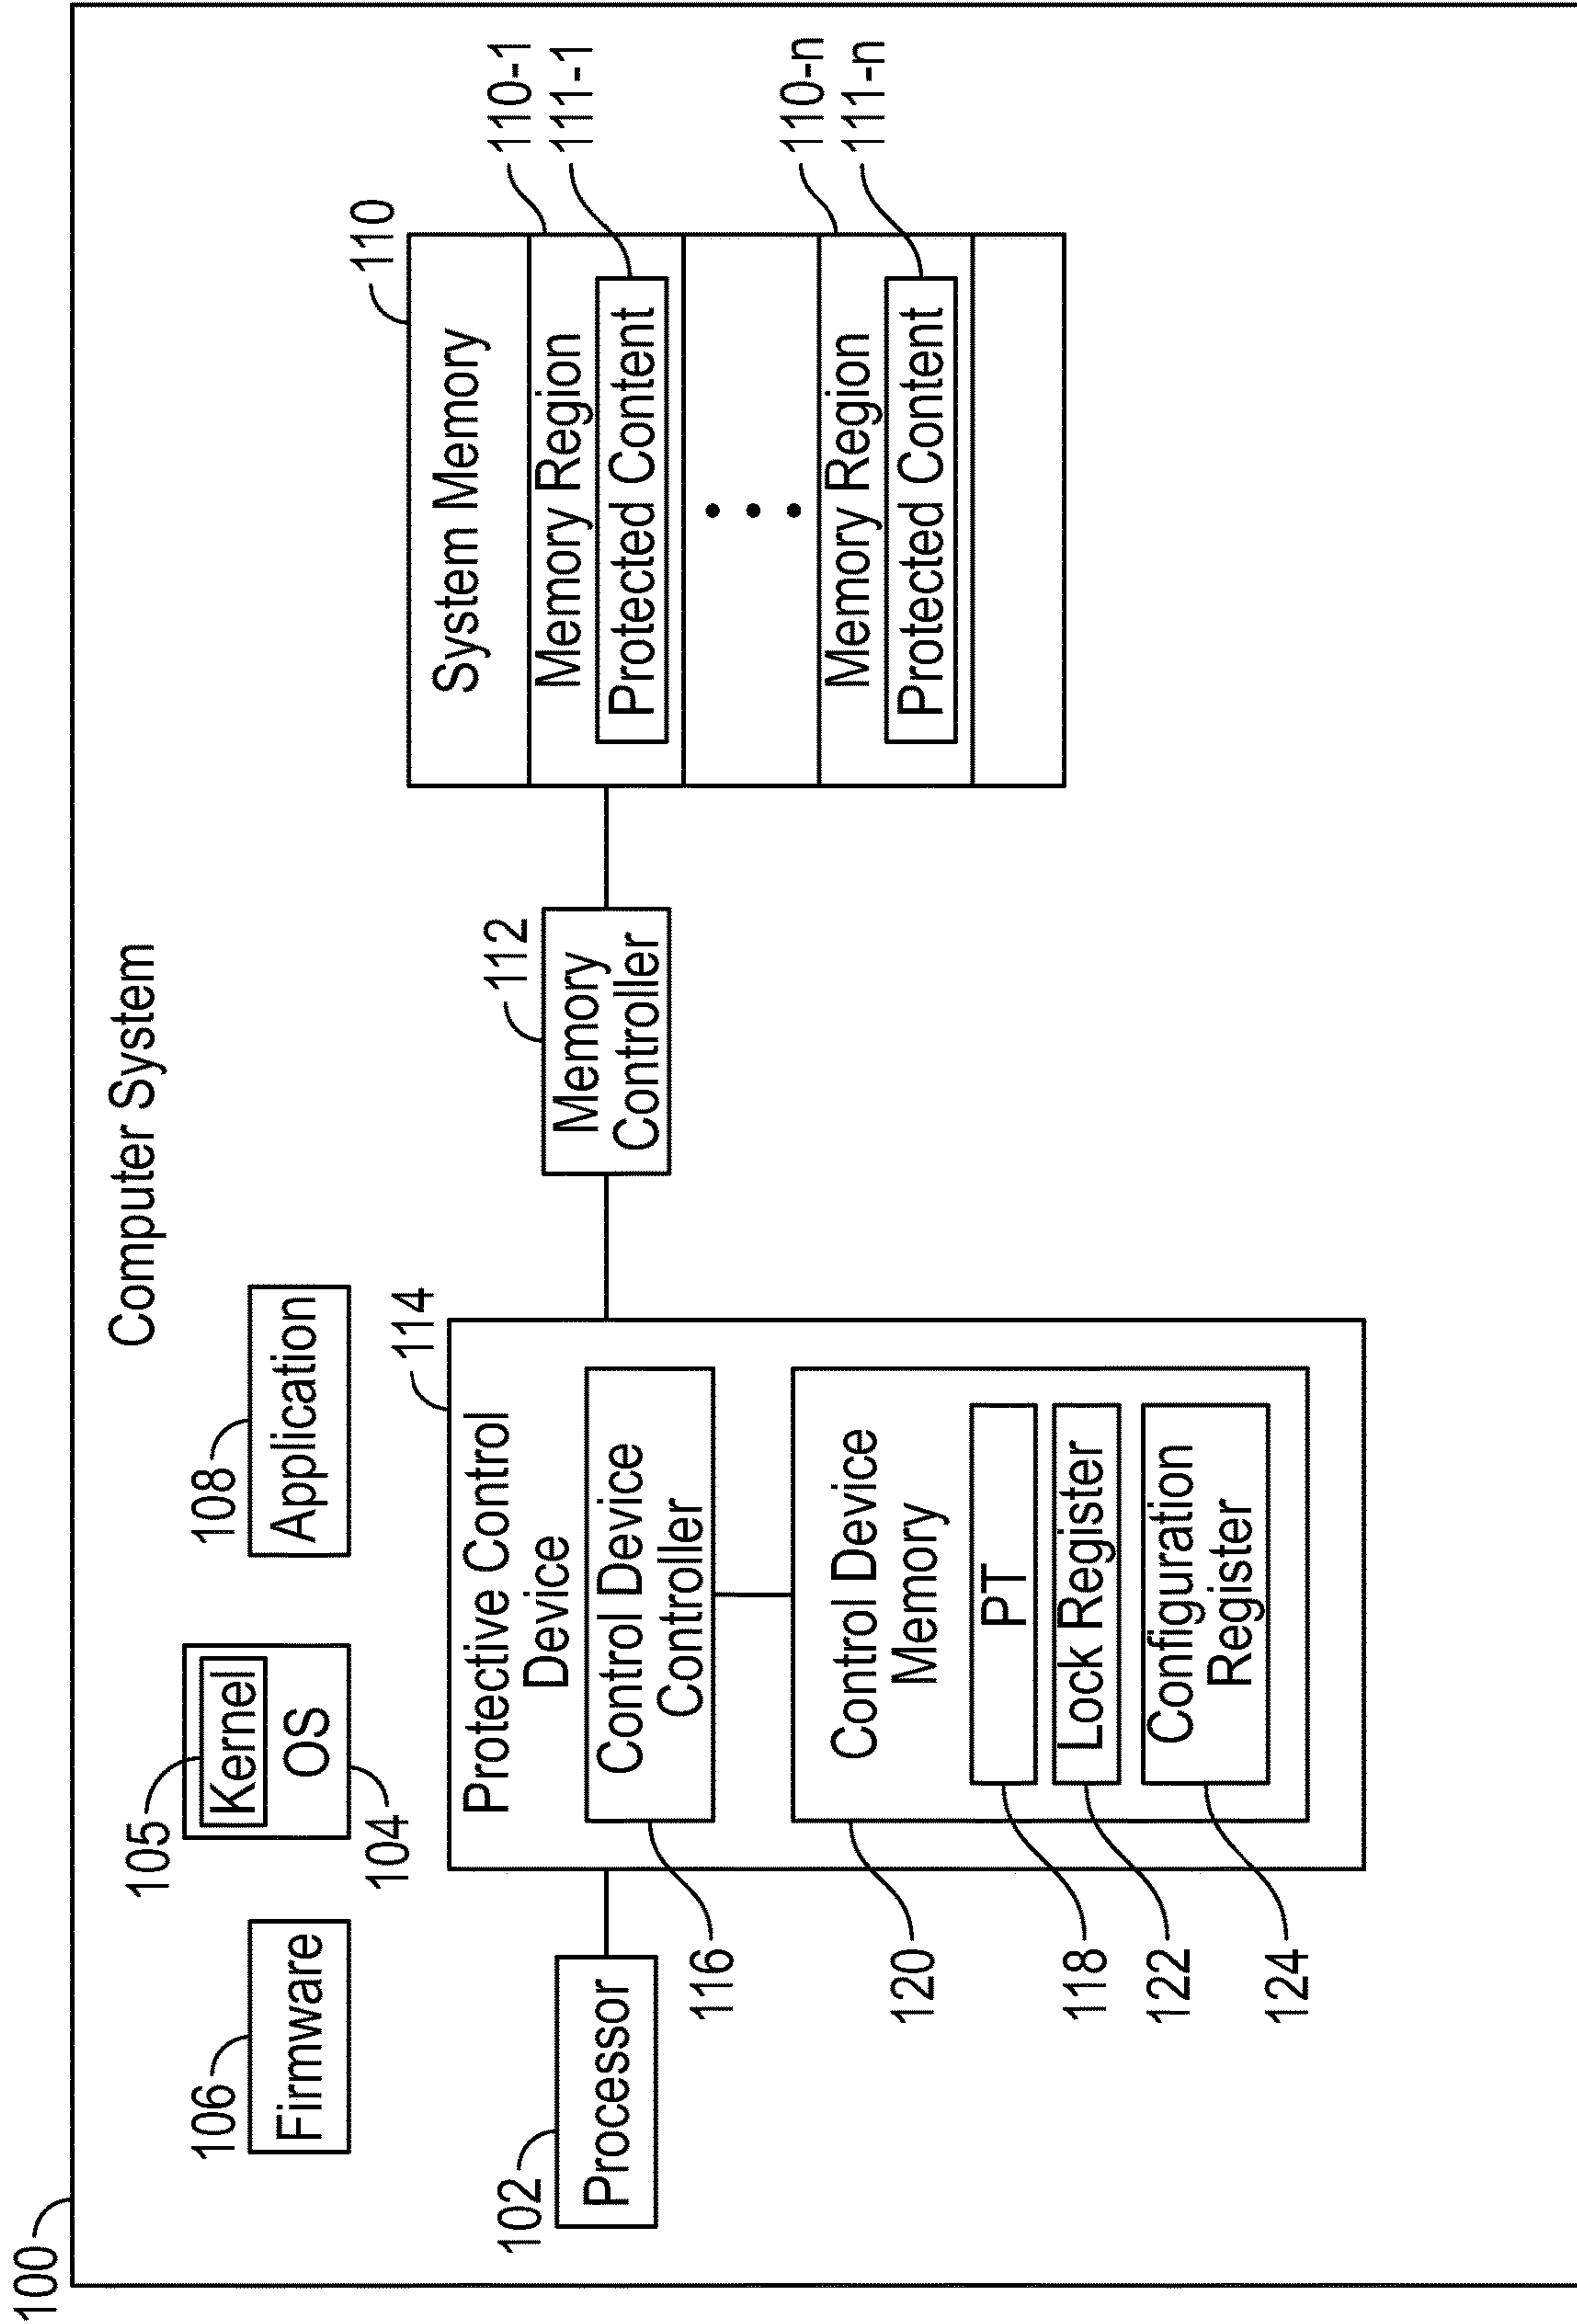 100
Computer System
106
Firmware
105
Kernel
OS
104
108
Application
102
Processor
114
Protective Control
Device
Control Device
Controller
116
Control Device
Memory
120
PT
118
Lock Register
122
Configuration
Register
124
112
Memory
Controller
110
System Memory
110-1
Memory Region
111-1
Protected Content
110-n
Memory Region
111-n
Protected Content